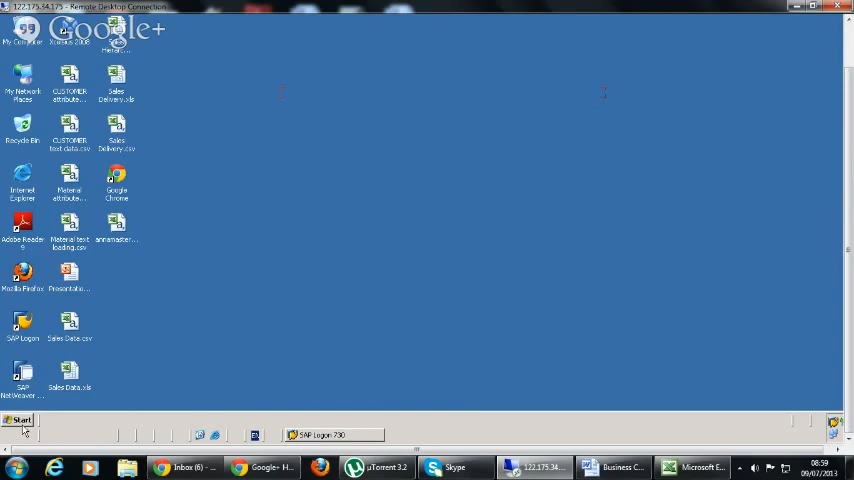 122.175.34.175 - Remote Desktop Connection
Google+
My Computer
Xcelsius 2008
Sales Hierarc...
My Network Places
CUSTOMER attribute...
Sales Delivery.xls
Recycle Bin
CUSTOMER text data.csv
Sales Delivery.csv
Internet Explorer
Material attribute...
Google Chrome
Adobe Reader 9
Material text loading.csv
annamaster...
Mozilla Firefox
Presentatio...
SAP Logon
Sales Data.csv
SAP NetWeaver ...
Sales Data.xls
Start
EN
SAP Logon 730
Inbox (6) - ...
Google+ H...
µTorrent 3.2
Skype
122.175.34....
Business C...
Microsoft E...
08:59
09/07/2013